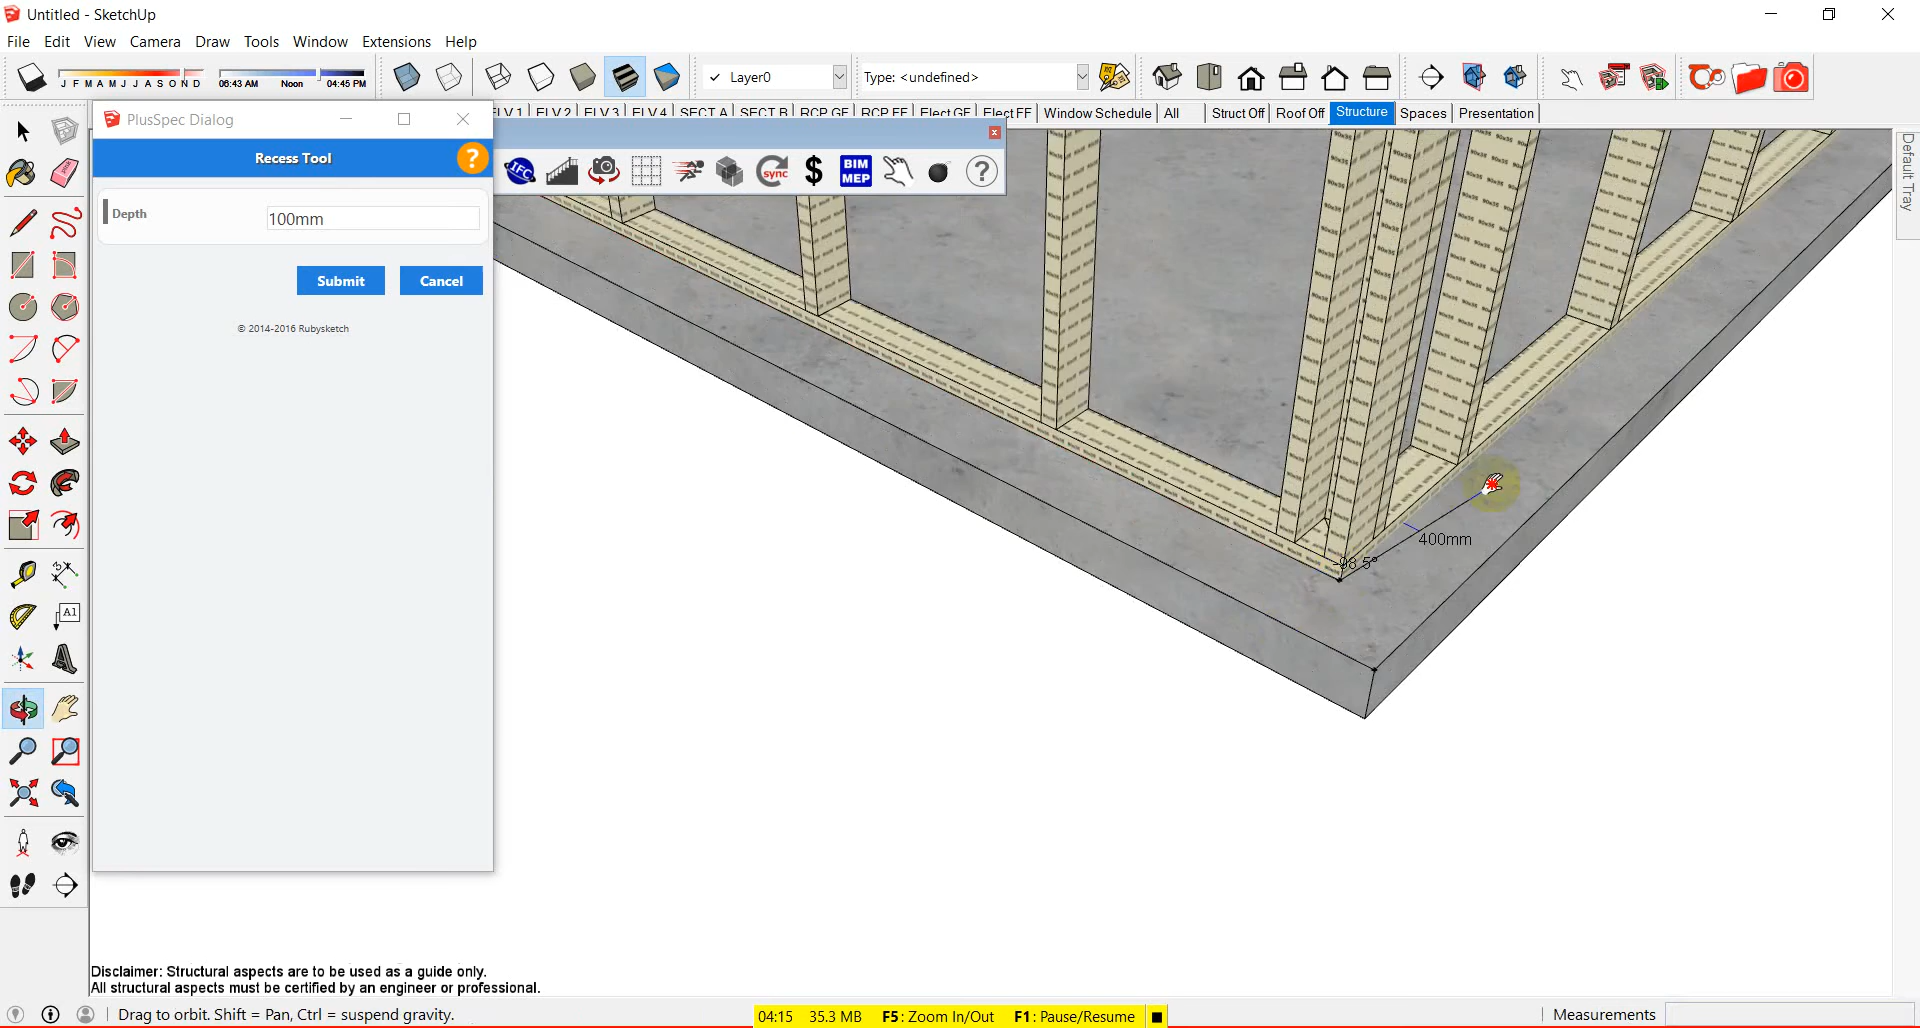 Untitled - SketchUp
File Edit View Camera Draw Tools Window Extensions Help
J F M A M J J A S O N D
06:43 AM Noon 04:45 PM
Layer0
Type: <undefined>
PlusSpec Dialog
ELV 1 ELV 2 ELV 3 ELV 4 SECT A SECT B RCP GF RCP FF Elect GF Elect FF Window Schedule All Struct Off Roof Off Structure Spaces Presentation
Recess Tool
?
IFC sync $ BIM MEP ?
Depth 100mm
Submit Cancel
© 2014-2016 Rubysketch
Default Tray
400mm
A1
Disclaimer: Structural aspects are to be used as a guide only.
All structural aspects must be certified by an engineer or professional.
Drag to orbit. Shift = Pan, Ctrl = suspend gravity.
04:15 35.3 MB F5: Zoom In/Out F1: Pause/Resume
Measurements